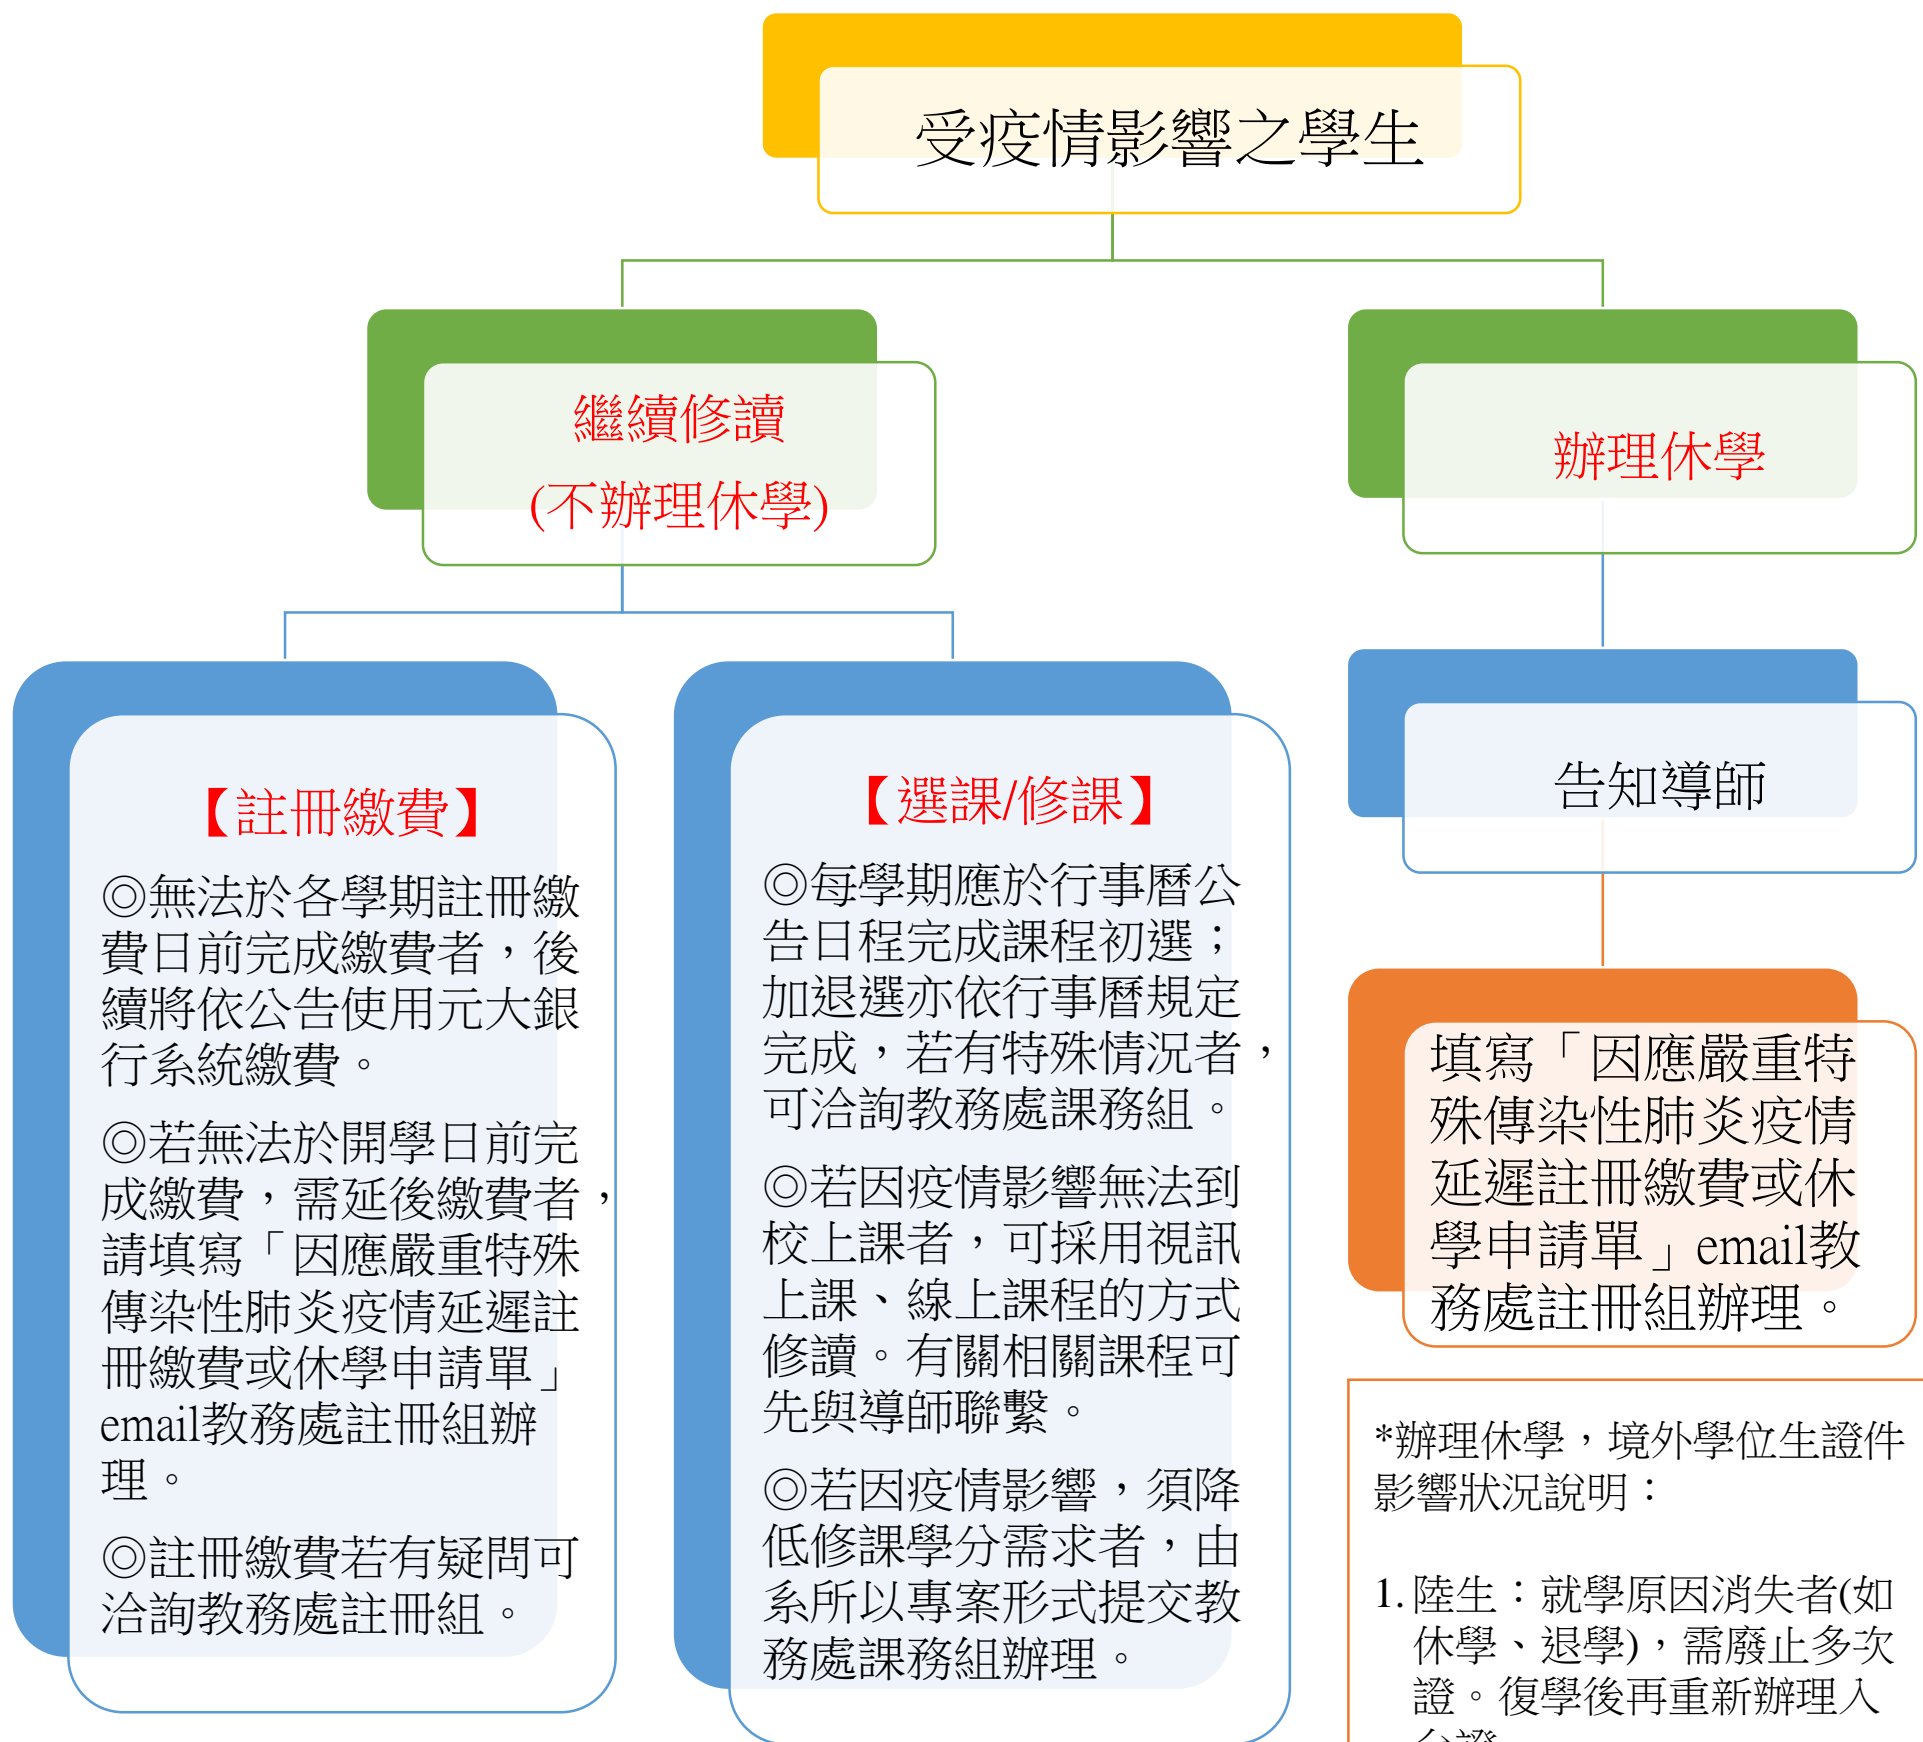 受疫情影響之學生
繼續修讀
(不辦理休學)
辦理休學
【註冊繳費】
◎無法於各學期註冊繳
費日前完成繳費者，後
續將依公告使用元大銀
行系統繳費。
◎若無法於開學日前完
成繳費，需延後繳費者，
請填寫「因應嚴重特殊
傳染性肺炎疫情延遲註
冊繳費或休學申請單」
email教務處註冊組辦
理。
◎註冊繳費若有疑問可
洽詢教務處註冊組。
【選課/修課】
◎每學期應於行事曆公
告日程完成課程初選；
加退選亦依行事曆規定
完成，若有特殊情況者，
可洽詢教務處課務組。
◎若因疫情影響無法到
校上課者，可採用視訊
上課、線上課程的方式
修讀。有關相關課程可
先與導師聯繫。
◎若因疫情影響，須降
低修課學分需求者，由
系所以專案形式提交教
務處課務組辦理。
告知導師
填寫「因應嚴重特
殊傳染性肺炎疫情
延遲註冊繳費或休
學申請單」email教
務處註冊組辦理。
*辦理休學，境外學位生證件
影響狀況說明：
1. 陸生：就學原因消失者(如
休學、退學)，需廢止多次
證。復學後再重新辦理入